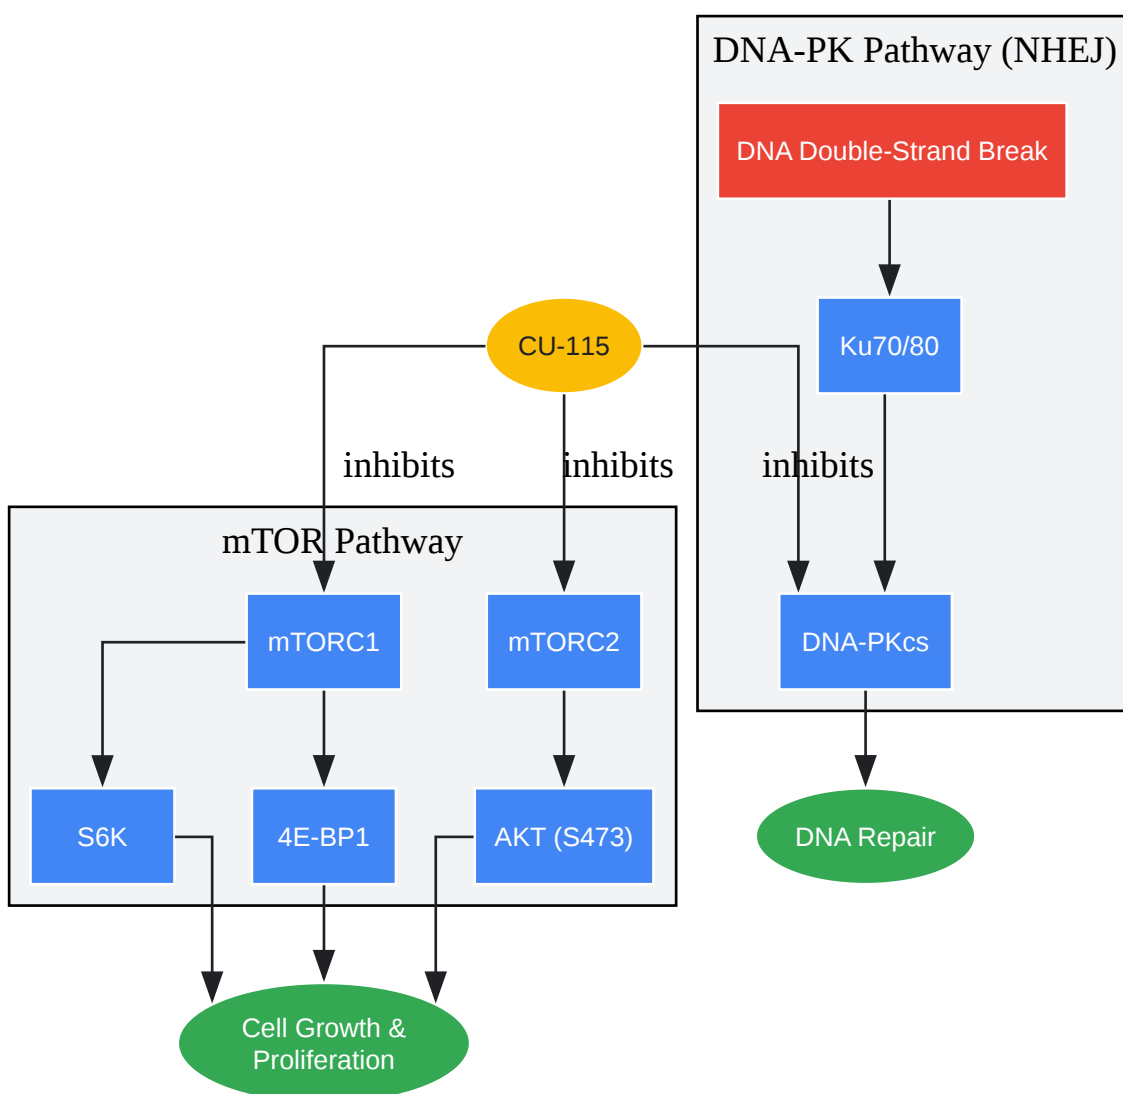 DNA-PK Pathway (NHEJ)
DNA Double-Strand Break
CU-115
Ku70/80
inhibits
inhibits
inhibits
mTOR Pathway
mTORC1
mTORC2
DNA-PKcs
S6K
4E-BP1
AKT (S473)
DNA Repair
Cell Growth &
Proliferation